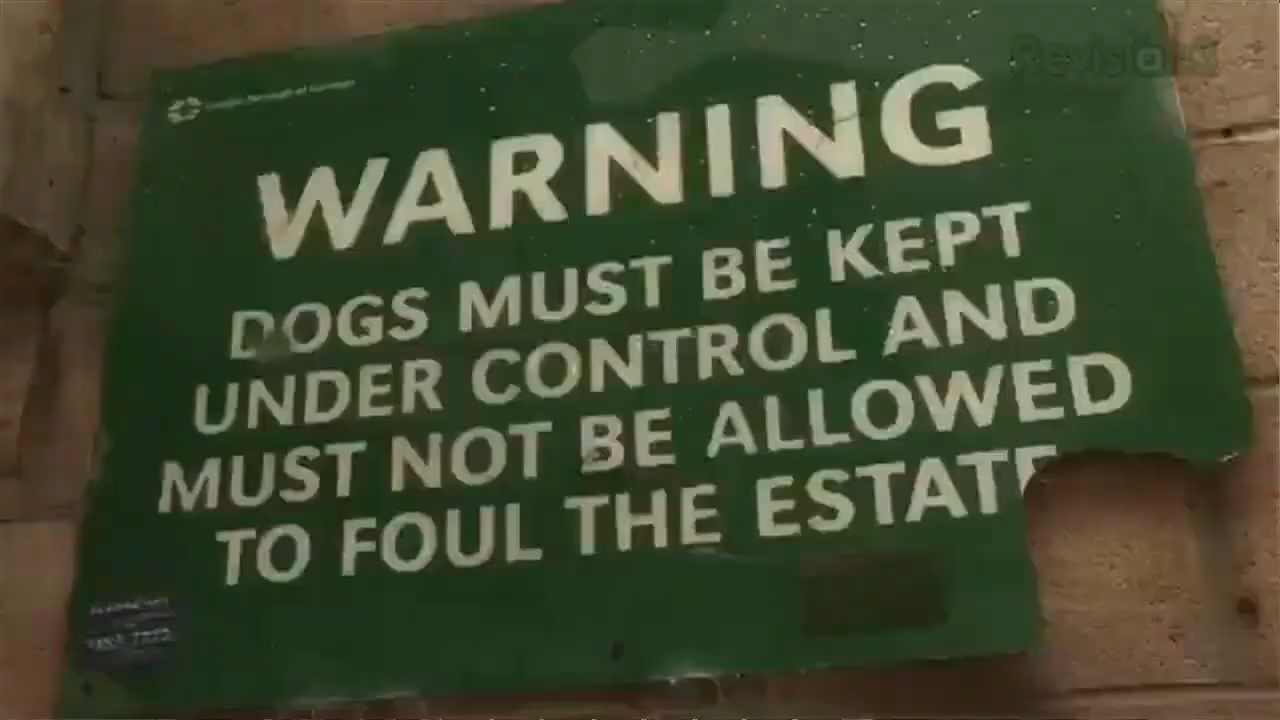 WARNING
DOGS MUST BE KEPT
UNDER CONTROL AND
MUST NOT BE ALLOWED
TO FOUL THE ESTATE